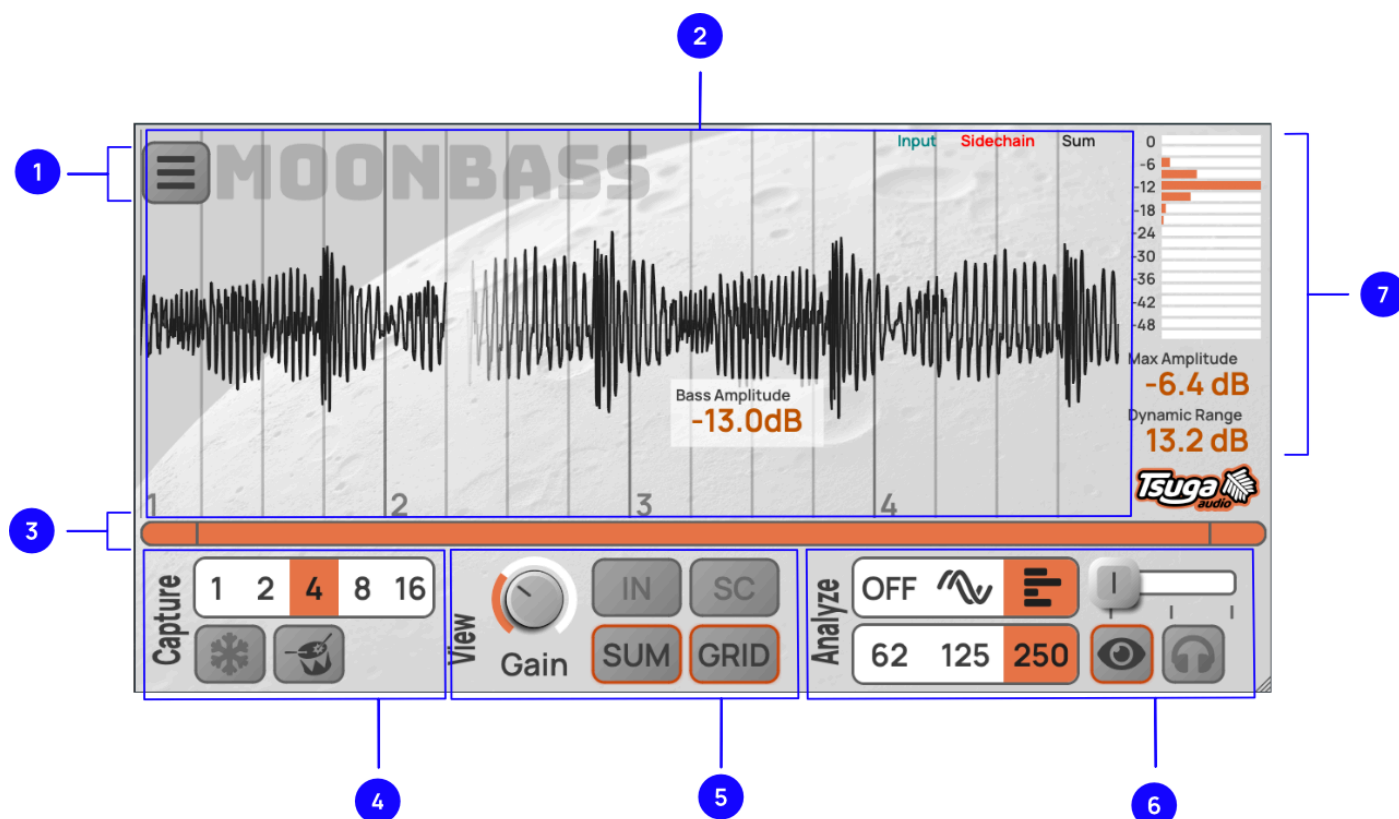 2
1
MOONBASS
Input Sidechain Sum
0
-6
-12
-18
-24
-30
-36
-42
-48
7
Bass Amplitude
-13.0dB
Max Amplitude
-6.4 dB
Dynamic Range
13.2 dB
Tsuga
audio
1 2 3 4
3
Capture
1 2 4 8 16
View
Gain
IN SC
SUM GRID
Analyze
OFF
62 125 250
4
5
6